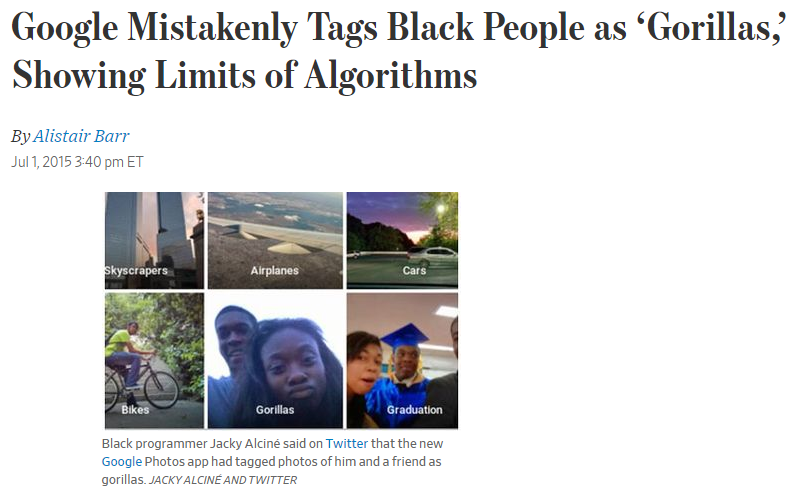 Google Mistakenly Tags Black People as ‘Gorillas,’
Showing Limits of Algorithms
By Alistair Barr
Jul 1, 2015 3:40 pm ET
Skyscrapers
Airplanes
Cars
Bikes
Gorillas
Graduation
Black programmer Jacky Alciné said on Twitter that the new
Google Photos app had tagged photos of him and a friend as
gorillas. JACKY ALCINÉ AND TWITTER